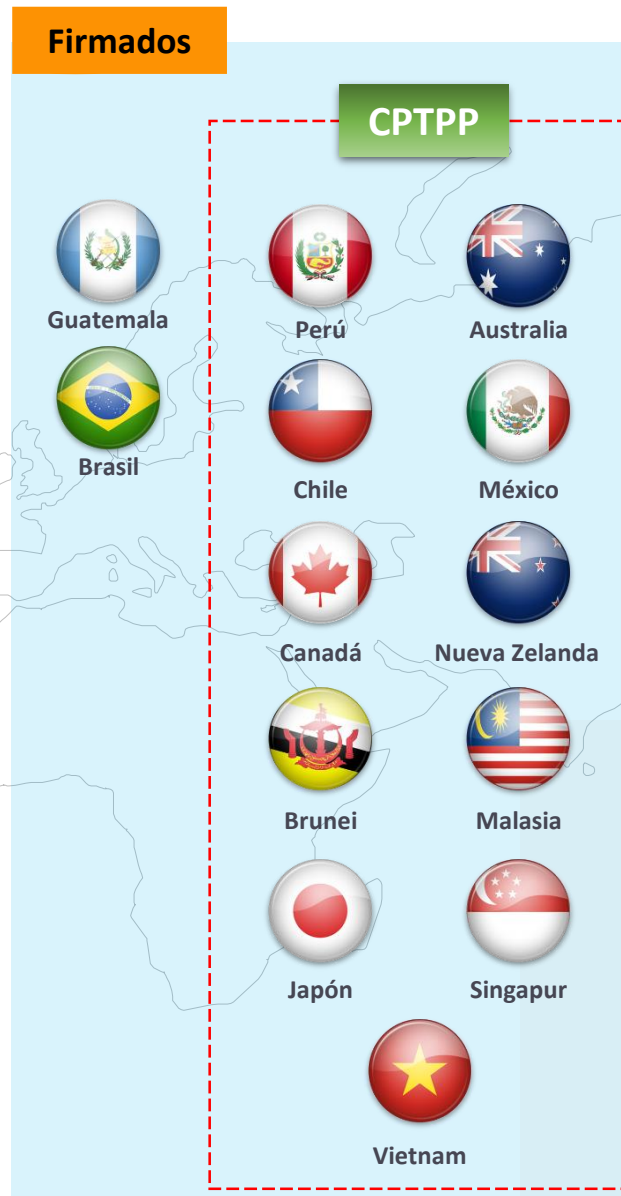 Firmados
CPTPP
Guatemala
Perú
Australia
Brasil
Chile
México
Canadá
Nueva Zelanda
Brunei
Malasia
Japón
Singapur
Vietnam